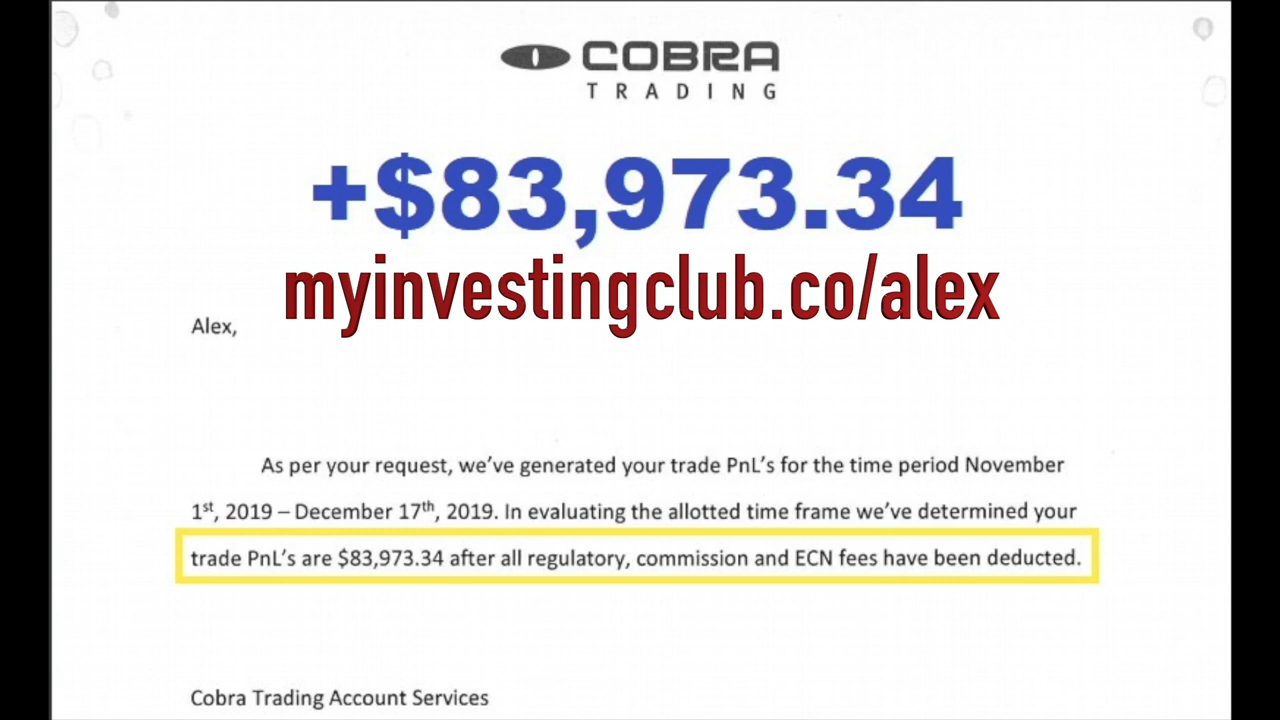 COBRA
TRADING
+$83,973.34
myinvestingclub.co/alex
Alex,
As per your request, we've generated your trade PnL's for the time period November
1st, 2019 – December 17th, 2019. In evaluating the allotted time frame we've determined your
trade PnL's are $83,973.34 after all regulatory, commission and ECN fees have been deducted.
Cobra Trading Account Services